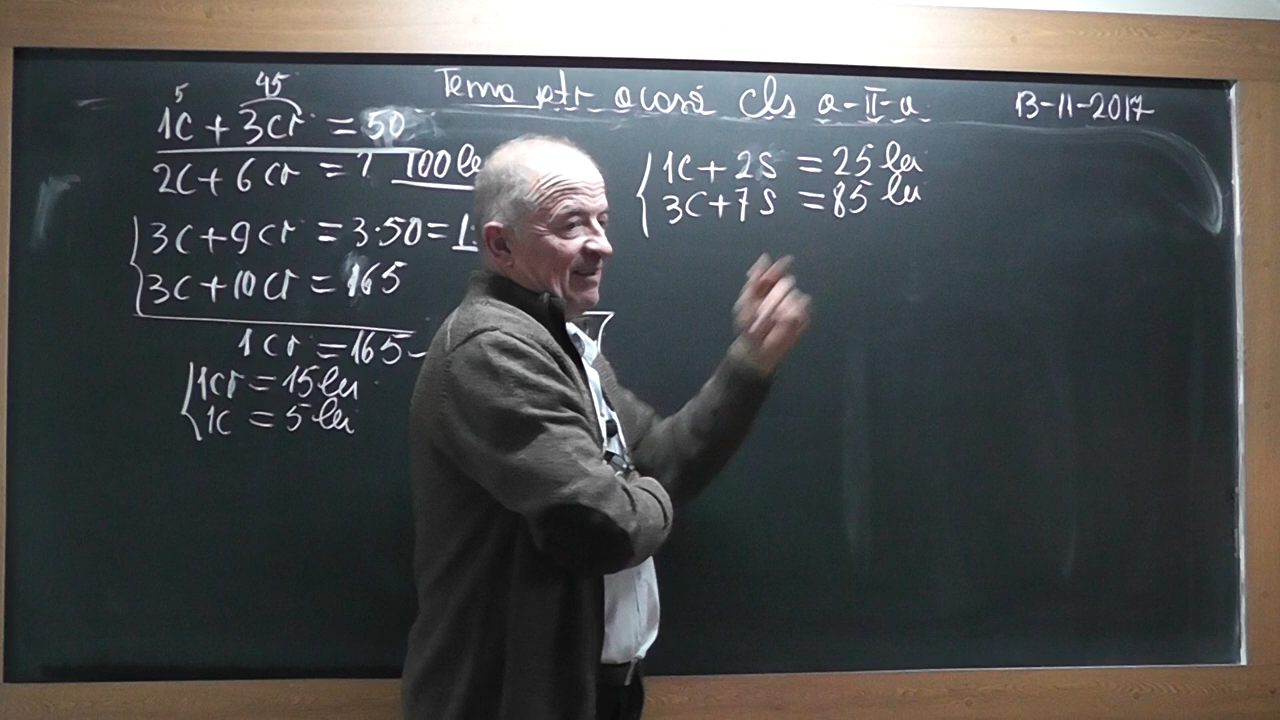 Tema ptr acasă cls a-II-a 13-11-2017
5 45
1c + 3cr = 50
2c + 6cr = ? 100 le
3c + 9cr = 3·50 = 1
3c + 10cr = 165
1cr = 165 -
1cr = 15 lei
1c = 5 lei
1c + 2s = 25 lei
3c + 7s = 85 lei